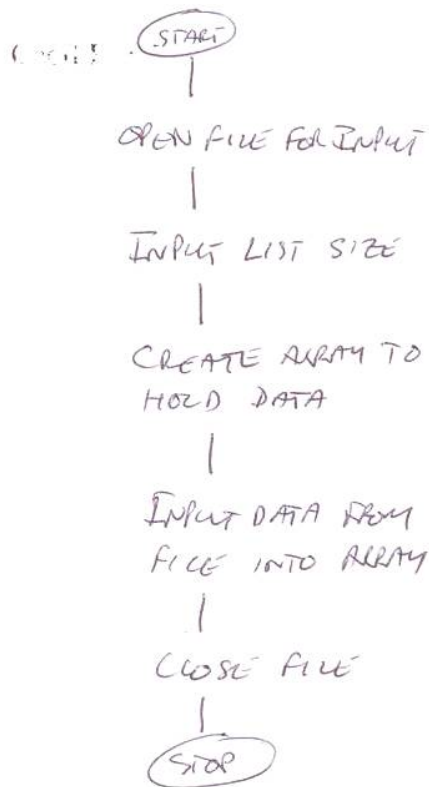 START
OPEN FILE FOR INPUT
INPUT LIST SIZE
CREATE ARRAY TO
HOLD DATA
INPUT DATA FROM
FILE INTO ARRAY
CLOSE FILE
STOP